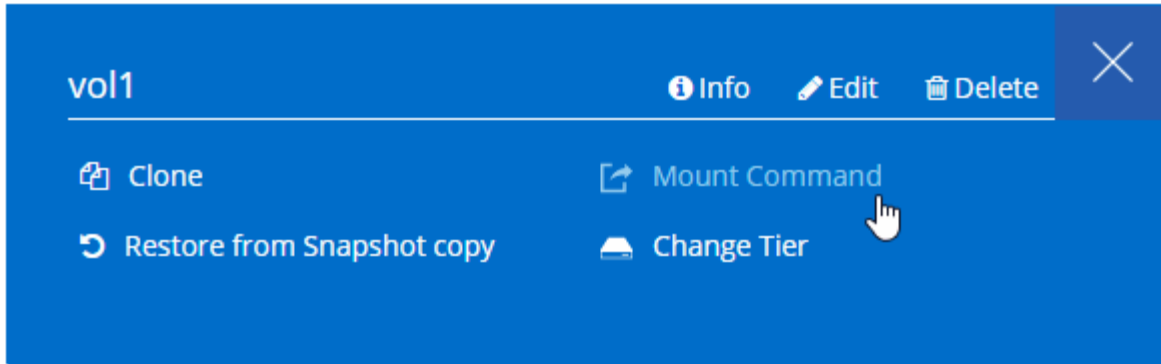 vol1 Info Edit Delete
Clone Mount Command
Restore from Snapshot copy Change Tier